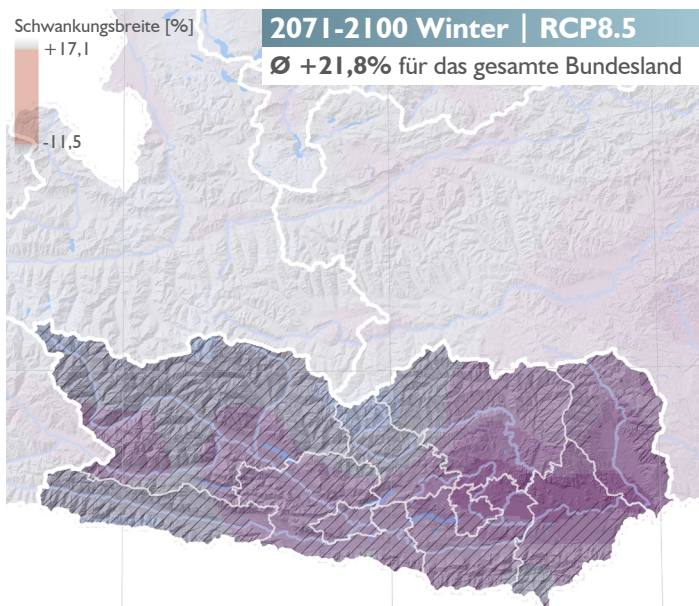 Schwankungsbreite [%]
+17,1
-11,5
2071-2100 Winter | RCP8.5
Ø +21,8% für das gesamte Bundesland